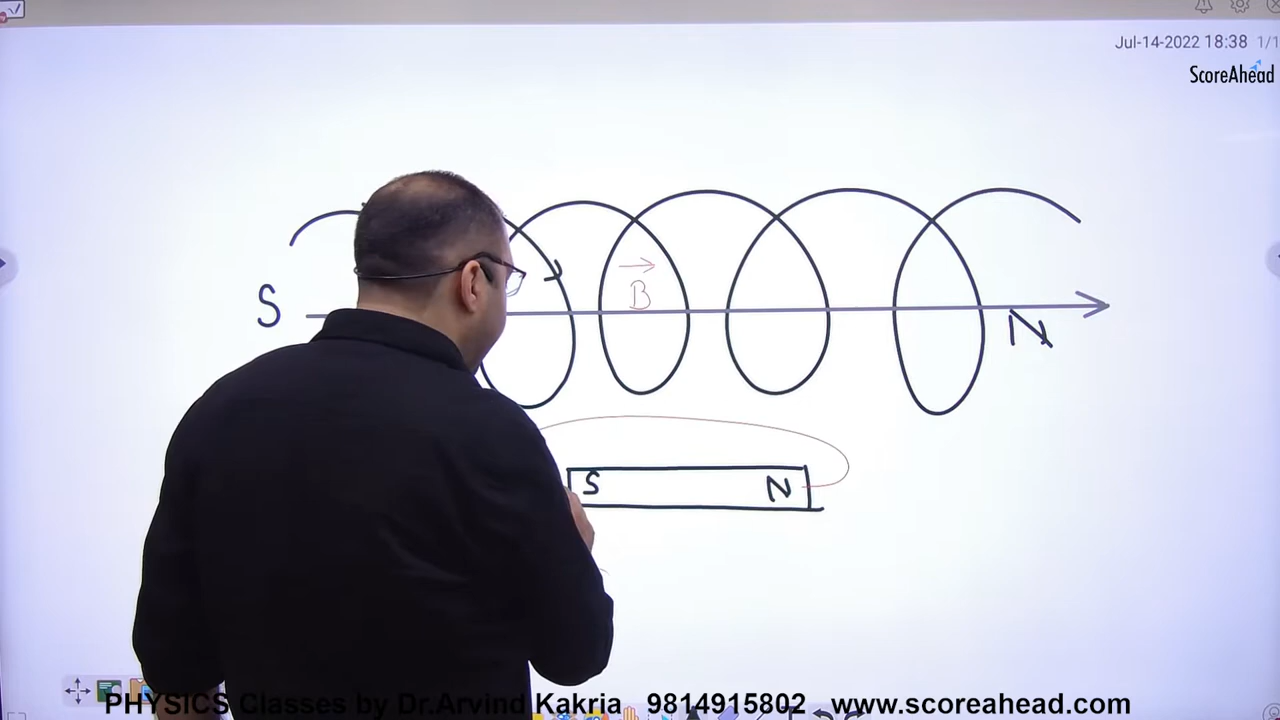 Jul-14-2022 18:38 1/1
ScoreAhead
B
S N
S N
PHYSICS Classes by Dr.Arvind Kakria 9814915802 www.scoreahead.com